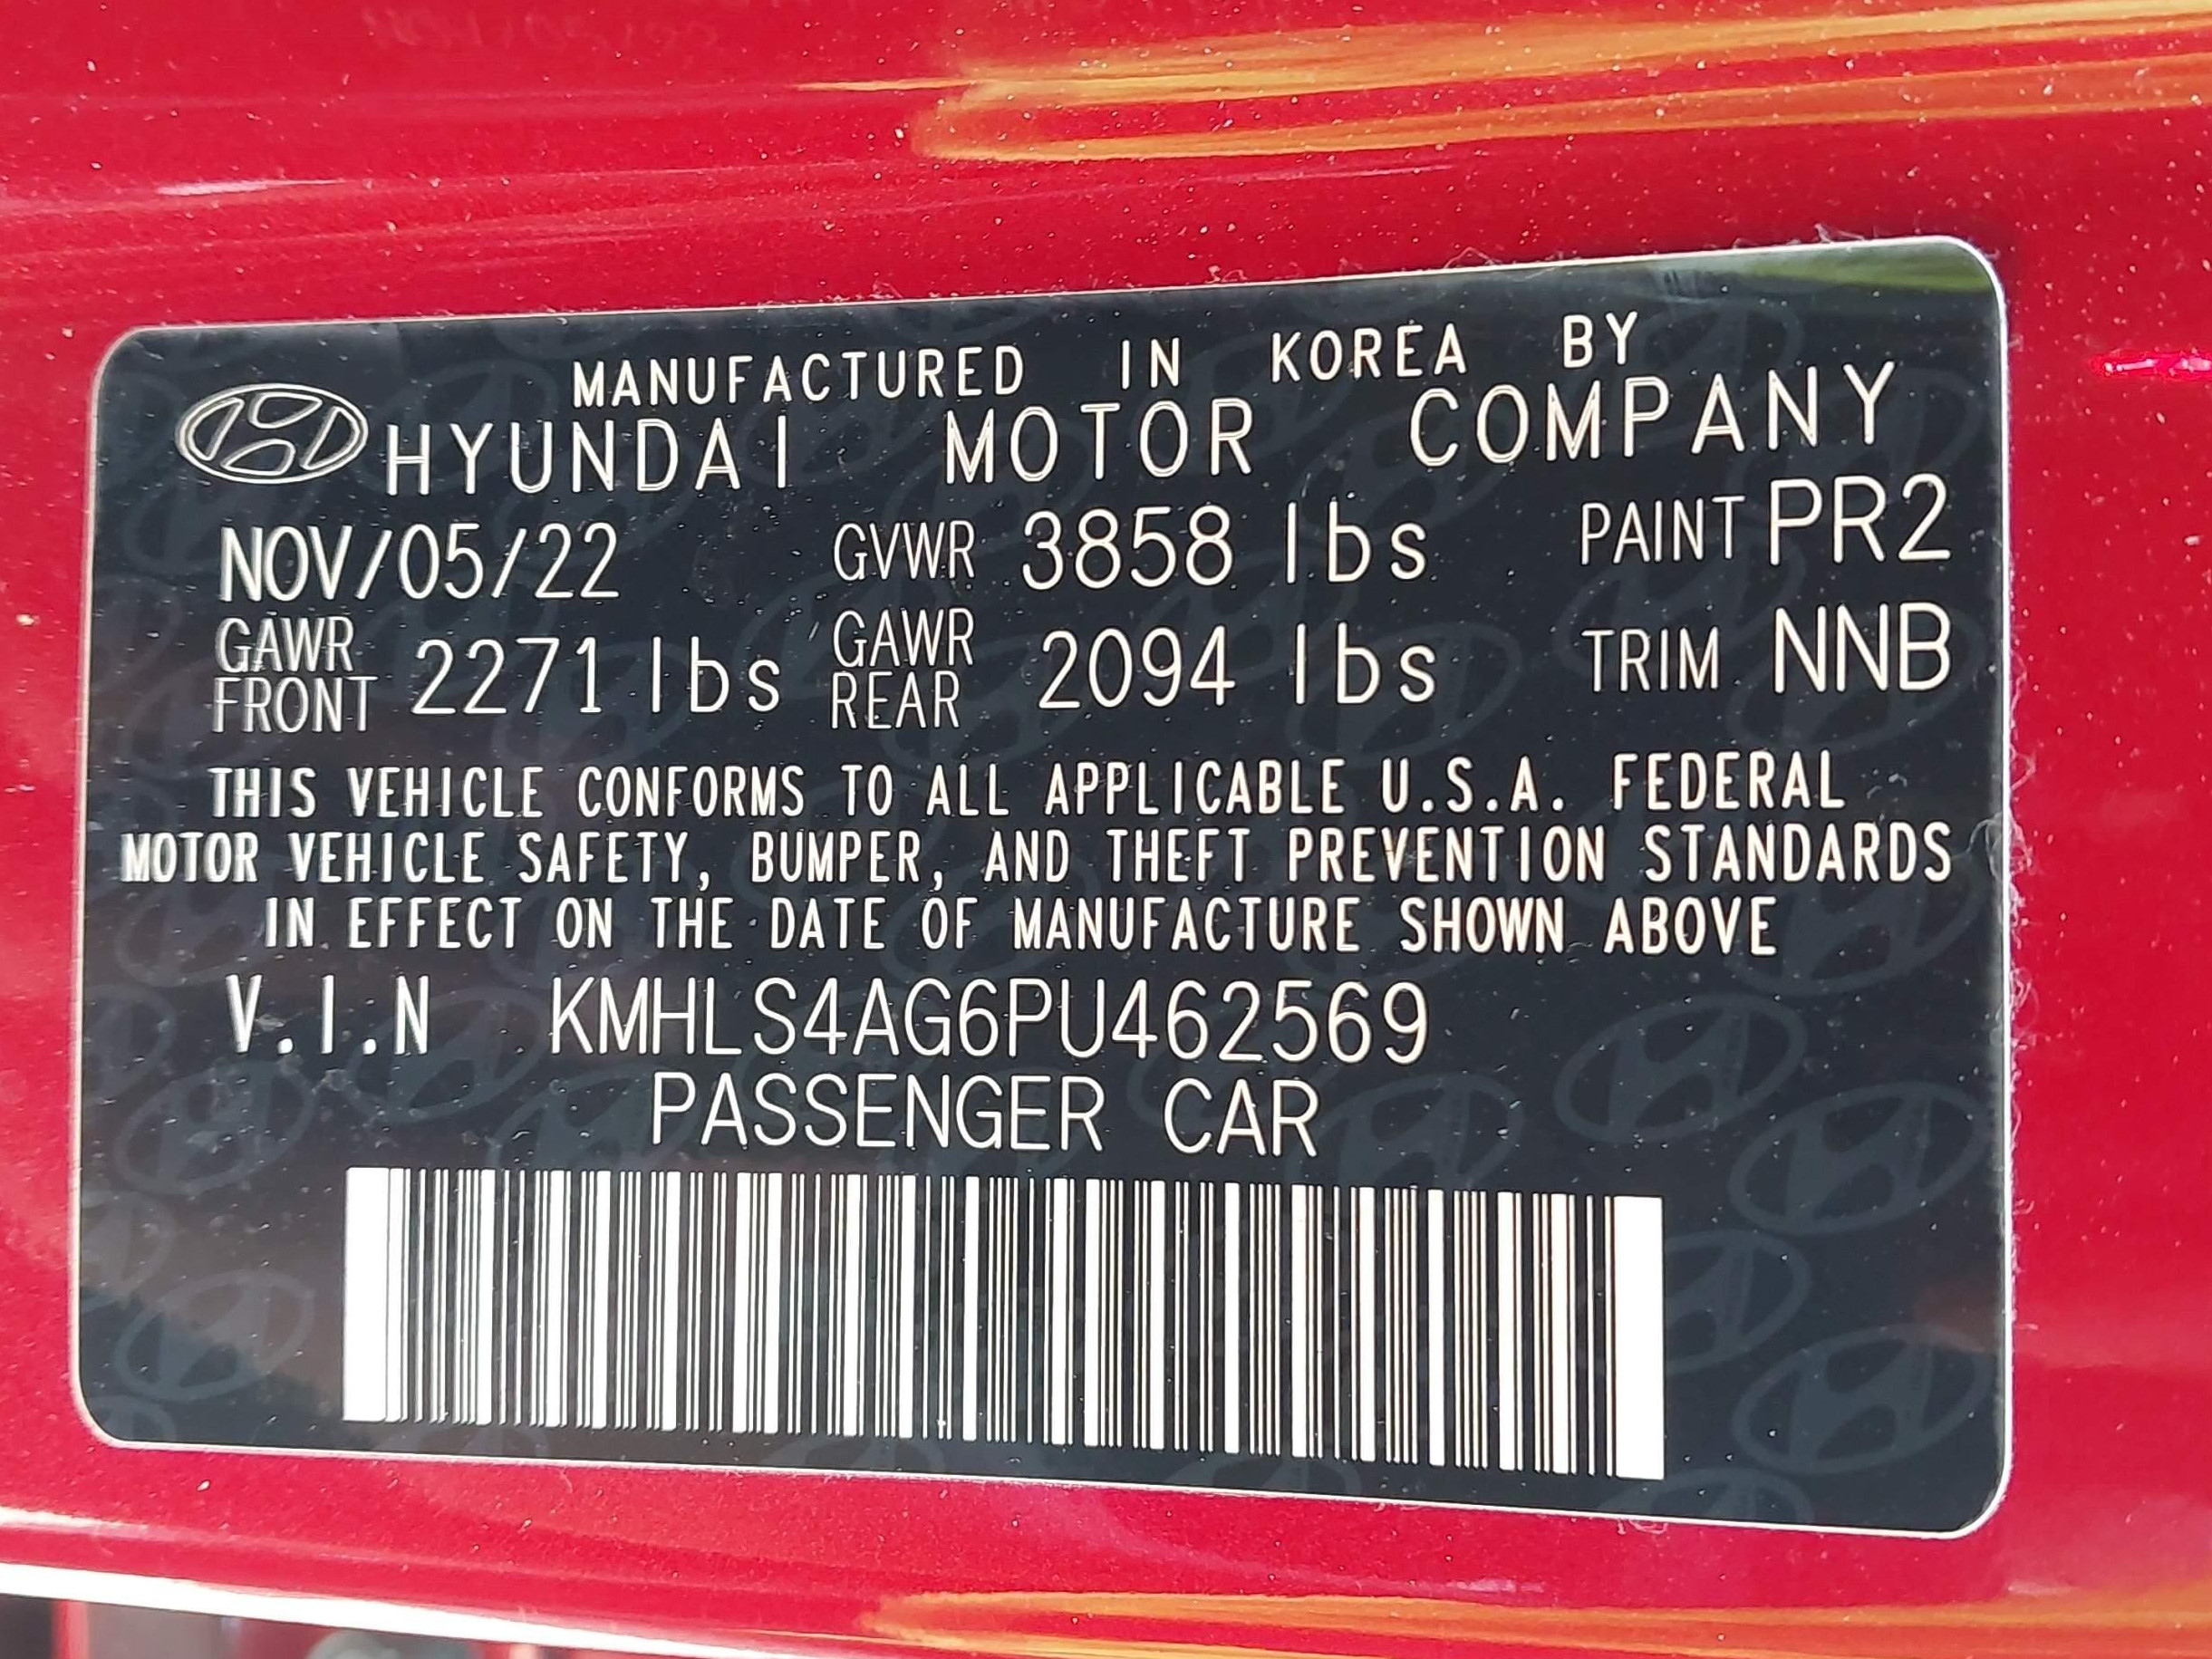 MANUFACTURED IN KOREA BY
HYUNDAI MOTOR COMPANY
NOV/05/22 GVWR 3858 lbs PAINT PR2
GAWR FRONT 2271 lbs GAWR REAR 2094 lbs TRIM NNB
THIS VEHICLE CONFORMS TO ALL APPLICABLE U.S.A. FEDERAL
MOTOR VEHICLE SAFETY, BUMPER, AND THEFT PREVENTION STANDARDS
IN EFFECT ON THE DATE OF MANUFACTURE SHOWN ABOVE
V.I.N KMHLS4AG6PU462569
PASSENGER CAR